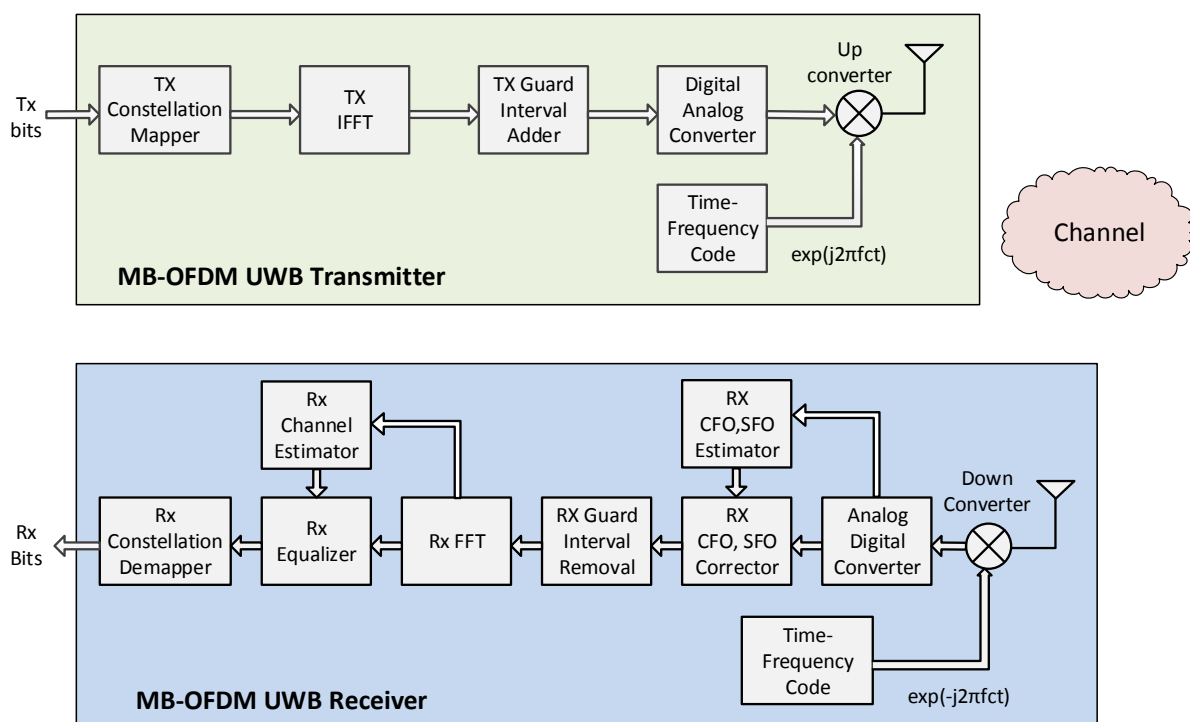 Tx
bits
TX
Constellation
Mapper
TX
IFFT
TX Guard
Interval
Adder
Digital
Analog
Converter
Up
converter
Time-
Frequency
Code
exp(j2πfct)
MB-OFDM UWB Transmitter
Channel
Rx
Channel
Estimator
RX
CFO,SFO
Estimator
Down
Converter
Rx
Bits
Rx
Constellation
Demapper
Rx
Equalizer
Rx FFT
RX Guard
Interval
Removal
RX
CFO, SFO
Corrector
Analog
Digital
Converter
Time-
Frequency
Code
exp(-j2πfct)
MB-OFDM UWB Receiver